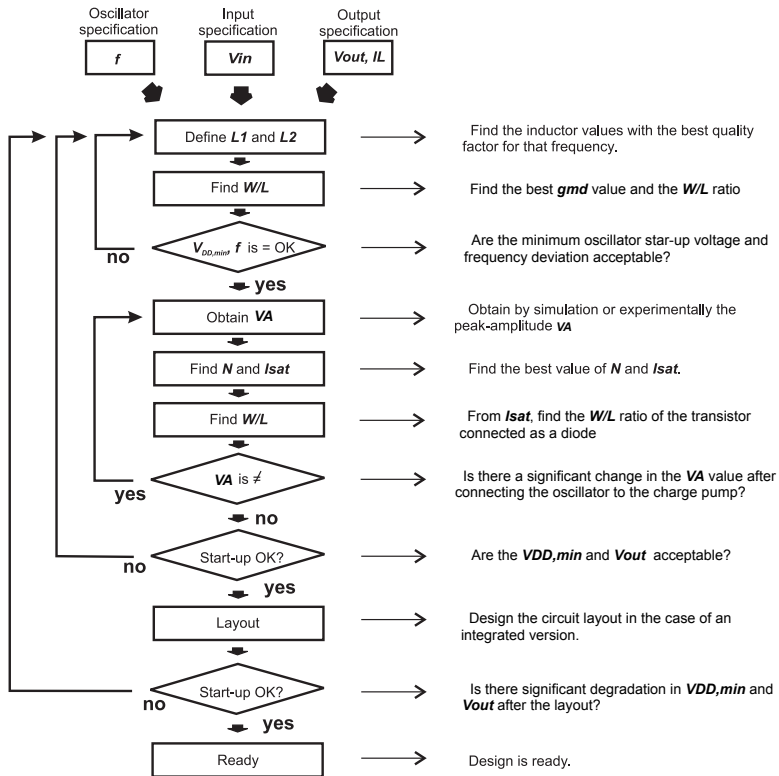 Oscillator
specification
Input
specification
Output
specification
f
Vin
Vout, IL
Define L1 and L2
Find the inductor values with the best quality
factor for that frequency.
Find W/L
Find the best gmd value and the W/L ratio
VDD,min, f is = OK
no
yes
Are the minimum oscillator start-up voltage and
frequency deviation acceptable?
Obtain VA
Obtain by simulation or experimentally the
peak-amplitude VA
Find N and Isat
Find the best value of N and Isat.
Find W/L
From Isat, find the W/L ratio of the transistor
connected as a diode
VA is ≠
yes
no
Is there a significant change in the VA value after
connecting the oscillator to the charge pump?
Start-up OK?
no
yes
Are the VDD,min and Vout acceptable?
Layout
Design the circuit layout in the case of an
integrated version.
Start-up OK?
no
yes
Is there significant degradation in VDD,min and
Vout after the layout?
Ready
Design is ready.